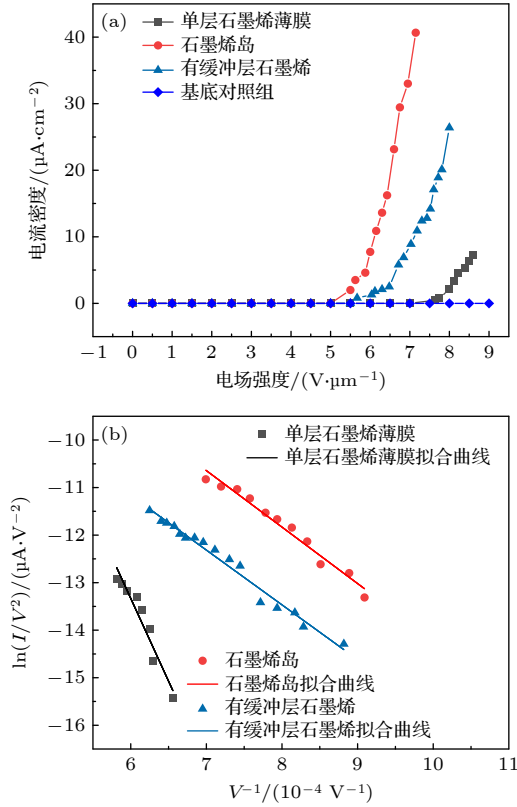 (a)
单层石墨烯薄膜
石墨烯岛
有缓冲层石墨烯
基底对照组
40
30
20
10
0
电流密度/(μA·cm−2)
−1 0 1 2 3 4 5 6 7 8 9
电场强度/(V·μm−1)
(b)
单层石墨烯薄膜
单层石墨烯薄膜拟合曲线
−10
−11
−12
−13
−14
−15
−16
ln(I/V2)/(μA·V−2)
石墨烯岛
石墨烯岛拟合曲线
有缓冲层石墨烯
有缓冲层石墨烯拟合曲线
6 7 8 9 10 11
V−1/(10−4 V−1)